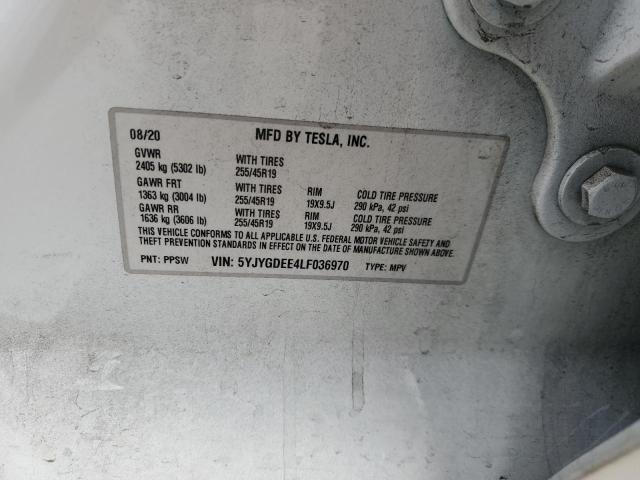 08/20 MFD BY TESLA, INC.
GVWR
2405 kg (5302 lb) WITH TIRES
255/45R19
GAWR FRT
1363 kg (3004 lb) WITH TIRES
255/45R19 RIM
19X9.5J COLD TIRE PRESSURE
290 kPa, 42 psi
GAWR RR
1636 kg (3606 lb) WITH TIRES
255/45R19 RIM
19X9.5J COLD TIRE PRESSURE
290 kPa, 42 psi
THIS VEHICLE CONFORMS TO ALL APPLICABLE U.S. FEDERAL MOTOR VEHICLE SAFETY AND
THEFT PREVENTION STANDARDS IN EFFECT ON THE DATE OF MANUFACTURE SHOWN ABOVE.
PNT: PPSW VIN: 5YJYGDEE4LF036970 TYPE: MPV